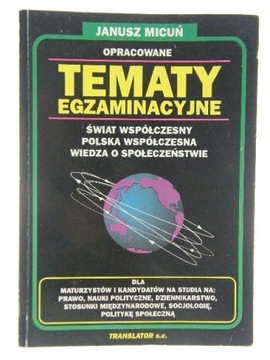 JANUSZ MICUŃ
OPRACOWANE
TEMATY
EGZAMINACYJNE
ŚWIAT WSPÓŁCZESNY
POLSKA WSPÓŁCZESNA
WIEDZA O SPOŁECZEŃSTWIE
DLA
MATURZYSTÓW I KANDYDATÓW NA STUDIA NA:
PRAWO, NAUKI POLITYCZNE, DZIENNIKARSTWO,
STOSUNKI MIĘDZYNARODOWE, SOCJOLOGIĘ,
POLITYKĘ SPOŁECZNĄ
TRANSLATOR s.c.